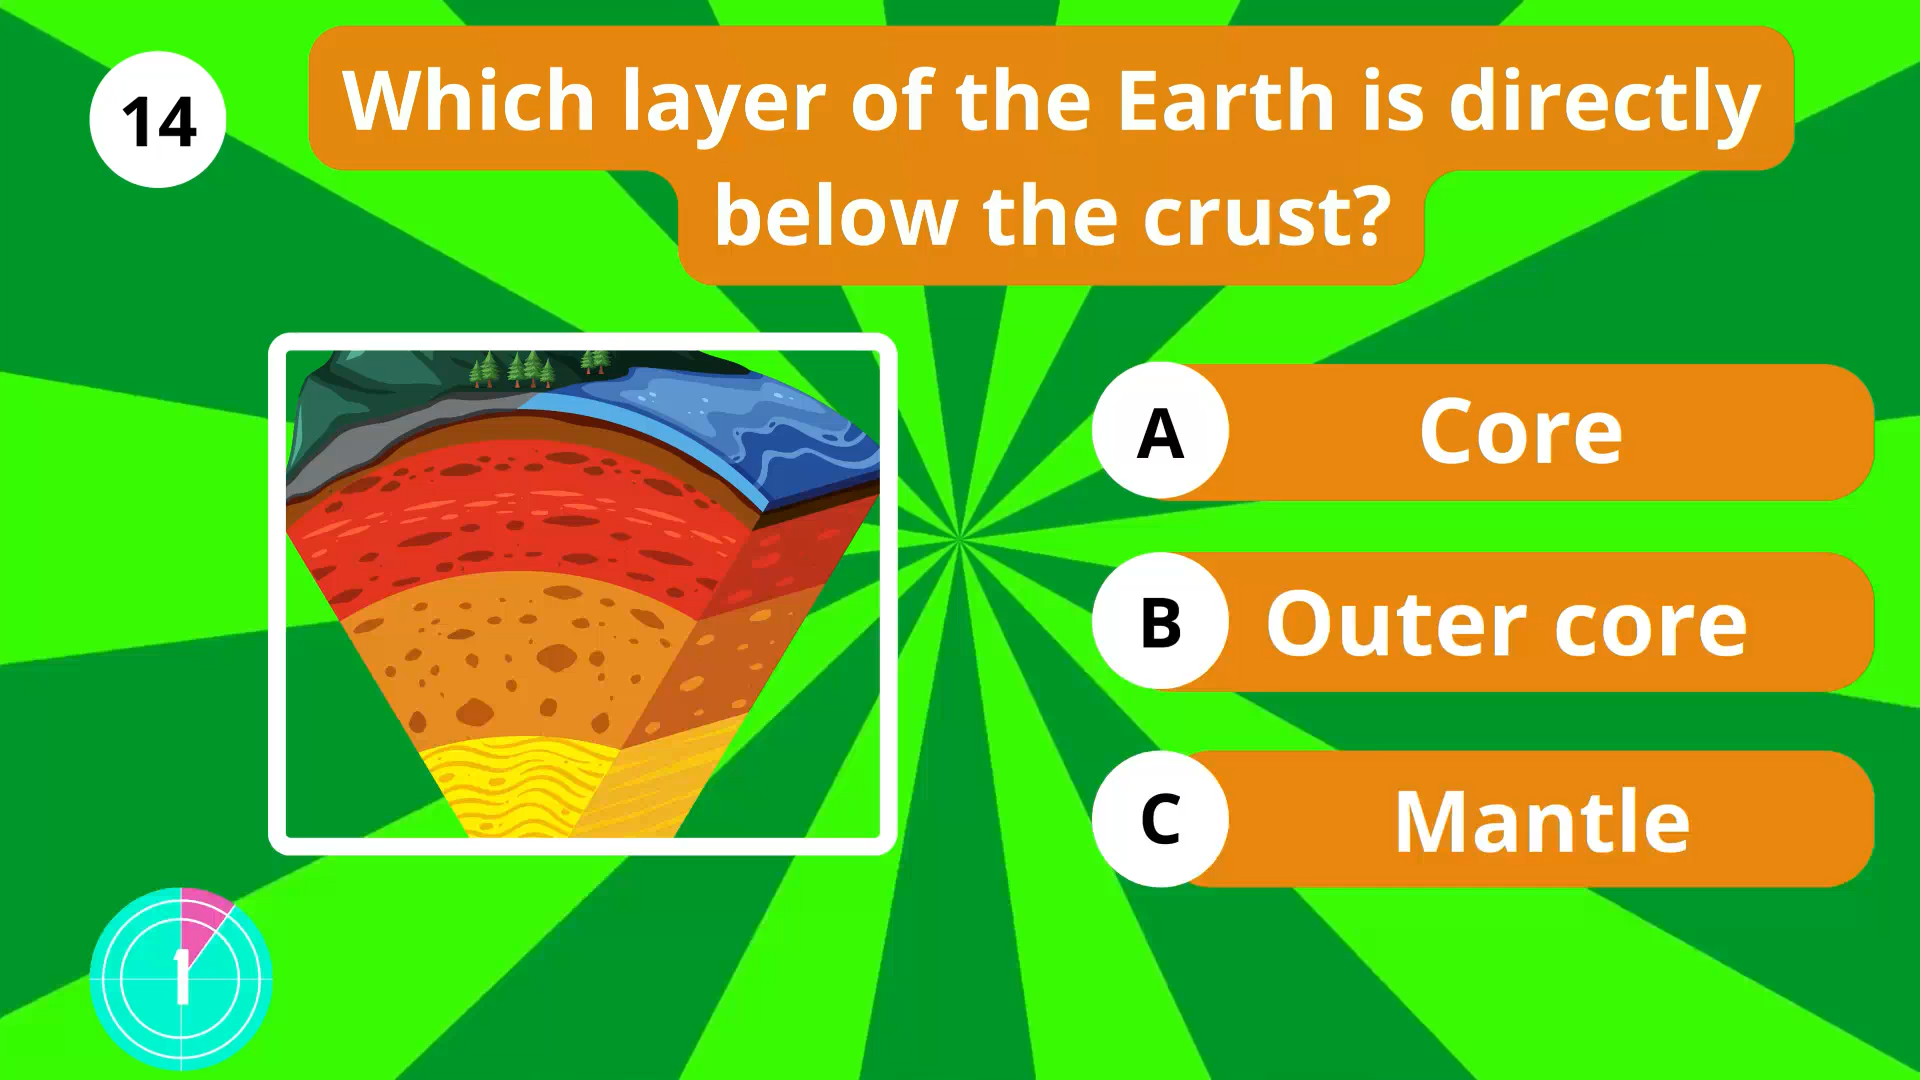 14
Which layer of the Earth is directly
below the crust?
A
Core
B
Outer core
C
Mantle
1